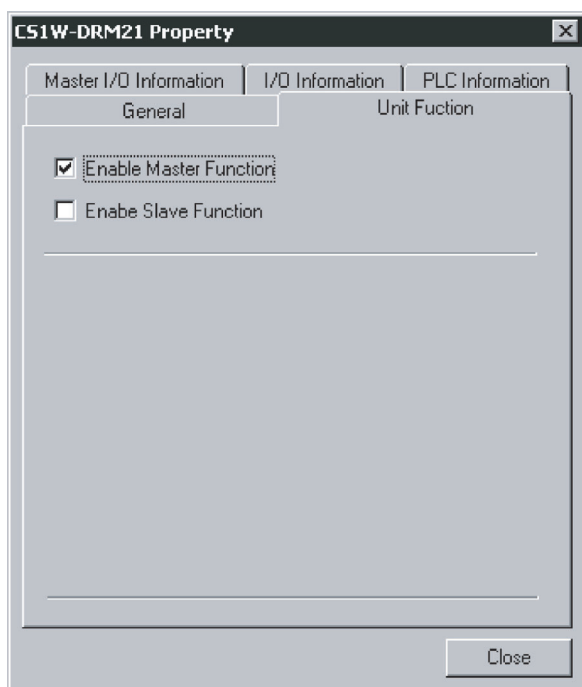 CS1W-DRM21 Property
Master I/O Information
I/O Information
PLC Information
General
Unit Fuction
Enable Master Function
Enabe Slave Function
Close